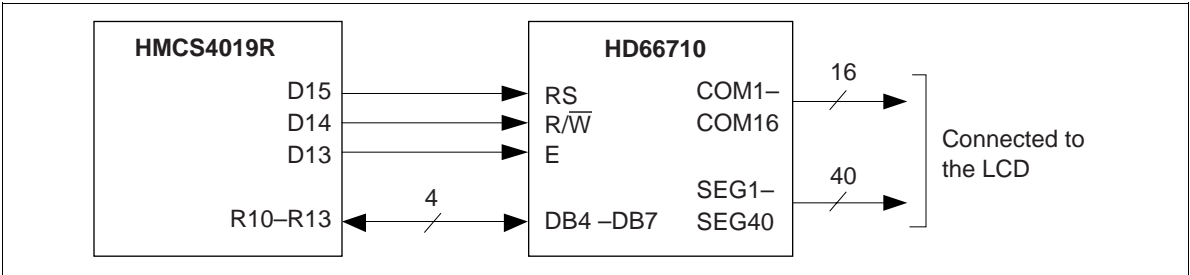 HMCS4019R
D15
D14
D13
R10–R13
4
HD66710
RS
R/W̅
E
DB4 –DB7
COM1–
COM16
SEG1–
SEG40
16
40
Connected to
the LCD